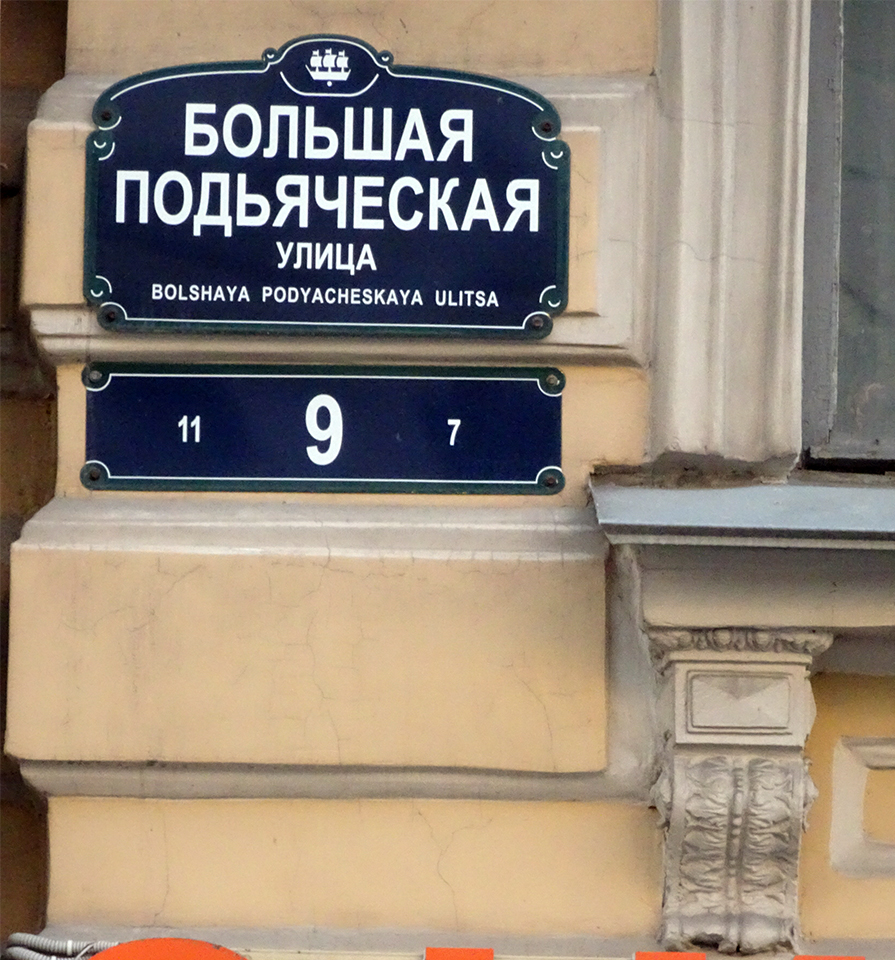 БОЛЬШАЯ
ПОДЬЯЧЕСКАЯ
УЛИЦА
BOLSHAYA PODYACHESKAYA ULITSA
11 9 7